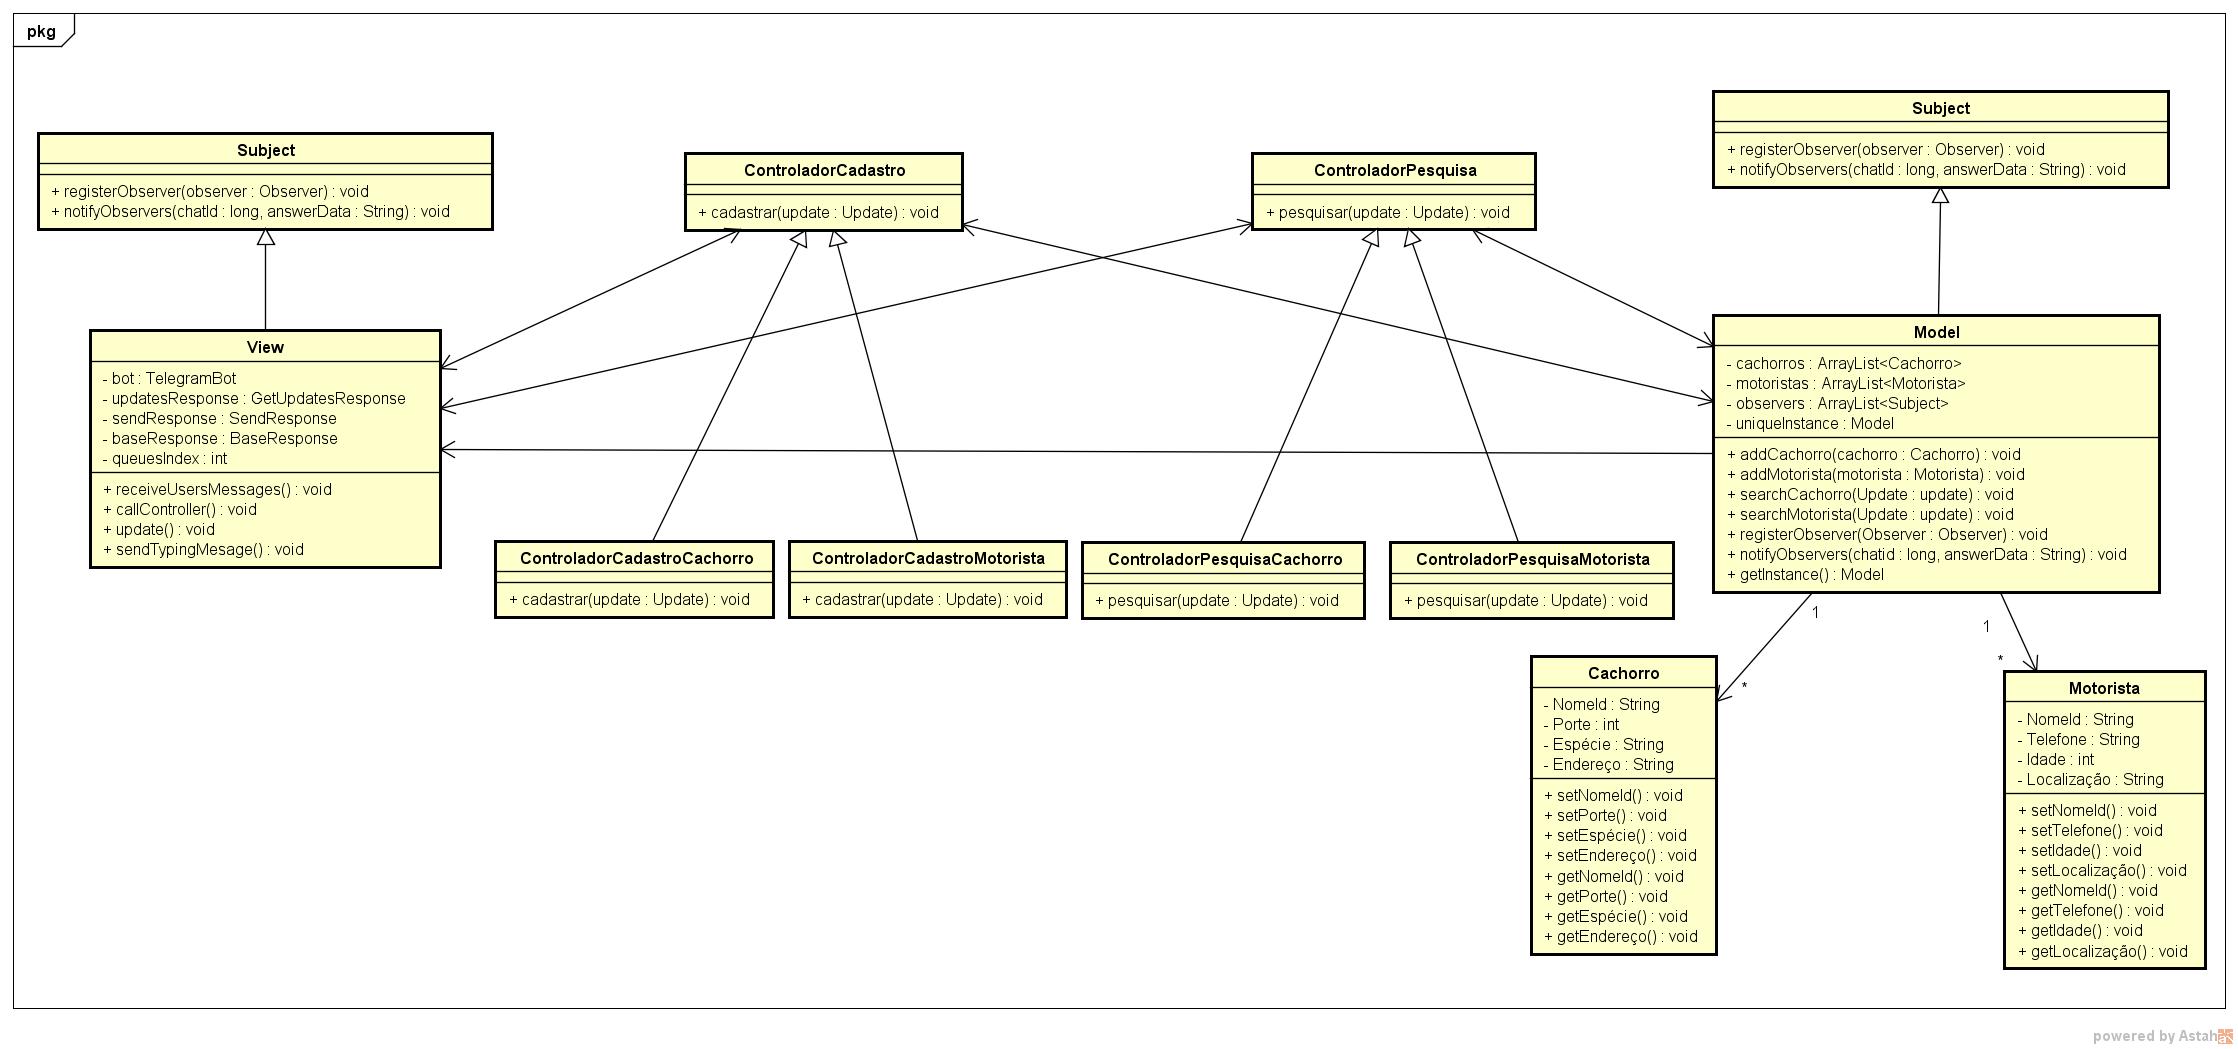 pkg
Subject
+ registerObserver(observer : Observer) : void
+ notifyObservers(chatId : long, answerData : String) : void
ControladorCadastro
+ cadastrar(update : Update) : void
ControladorPesquisa
+ pesquisar(update : Update) : void
Subject
+ registerObserver(observer : Observer) : void
+ notifyObservers(chatId : long, answerData : String) : void
View
- bot : TelegramBot
- updatesResponse : GetUpdatesResponse
- sendResponse : SendResponse
- baseResponse : BaseResponse
- queuesIndex : int
+ receiveUsersMessages() : void
+ callController() : void
+ update() : void
+ sendTypingMesage() : void
Model
- cachorros : ArrayList<Cachorro>
- motoristas : ArrayList<Motorista>
- observers : ArrayList<Subject>
- uniqueInstance : Model
+ addCachorro(cachorro : Cachorro) : void
+ addMotorista(motorista : Motorista) : void
+ searchCachorro(Update : update) : void
+ searchMotorista(Update : update) : void
+ registerObserver(Observer : Observer) : void
+ notifyObservers(chatid : long, answerData : String) : void
+ getInstance() : Model
ControladorCadastroCachorro
+ cadastrar(update : Update) : void
ControladorCadastroMotorista
+ cadastrar(update : Update) : void
ControladorPesquisaCachorro
+ pesquisar(update : Update) : void
ControladorPesquisaMotorista
+ pesquisar(update : Update) : void
1
*
1
*
Cachorro
- NomeId : String
- Porte : int
- Espécie : String
- Endereço : String
+ setNomeId() : void
+ setPorte() : void
+ setEspécie() : void
+ setEndereço() : void
+ getNomeId() : void
+ getPorte() : void
+ getEspécie() : void
+ getEndereço() : void
Motorista
- NomeId : String
- Telefone : String
- Idade : int
- Localização : String
+ setNomeId() : void
+ setTelefone() : void
+ setIdade() : void
+ setLocalização() : void
+ getNomeId() : void
+ getTelefone() : void
+ getIdade() : void
+ getLocalização() : void
powered by Astah